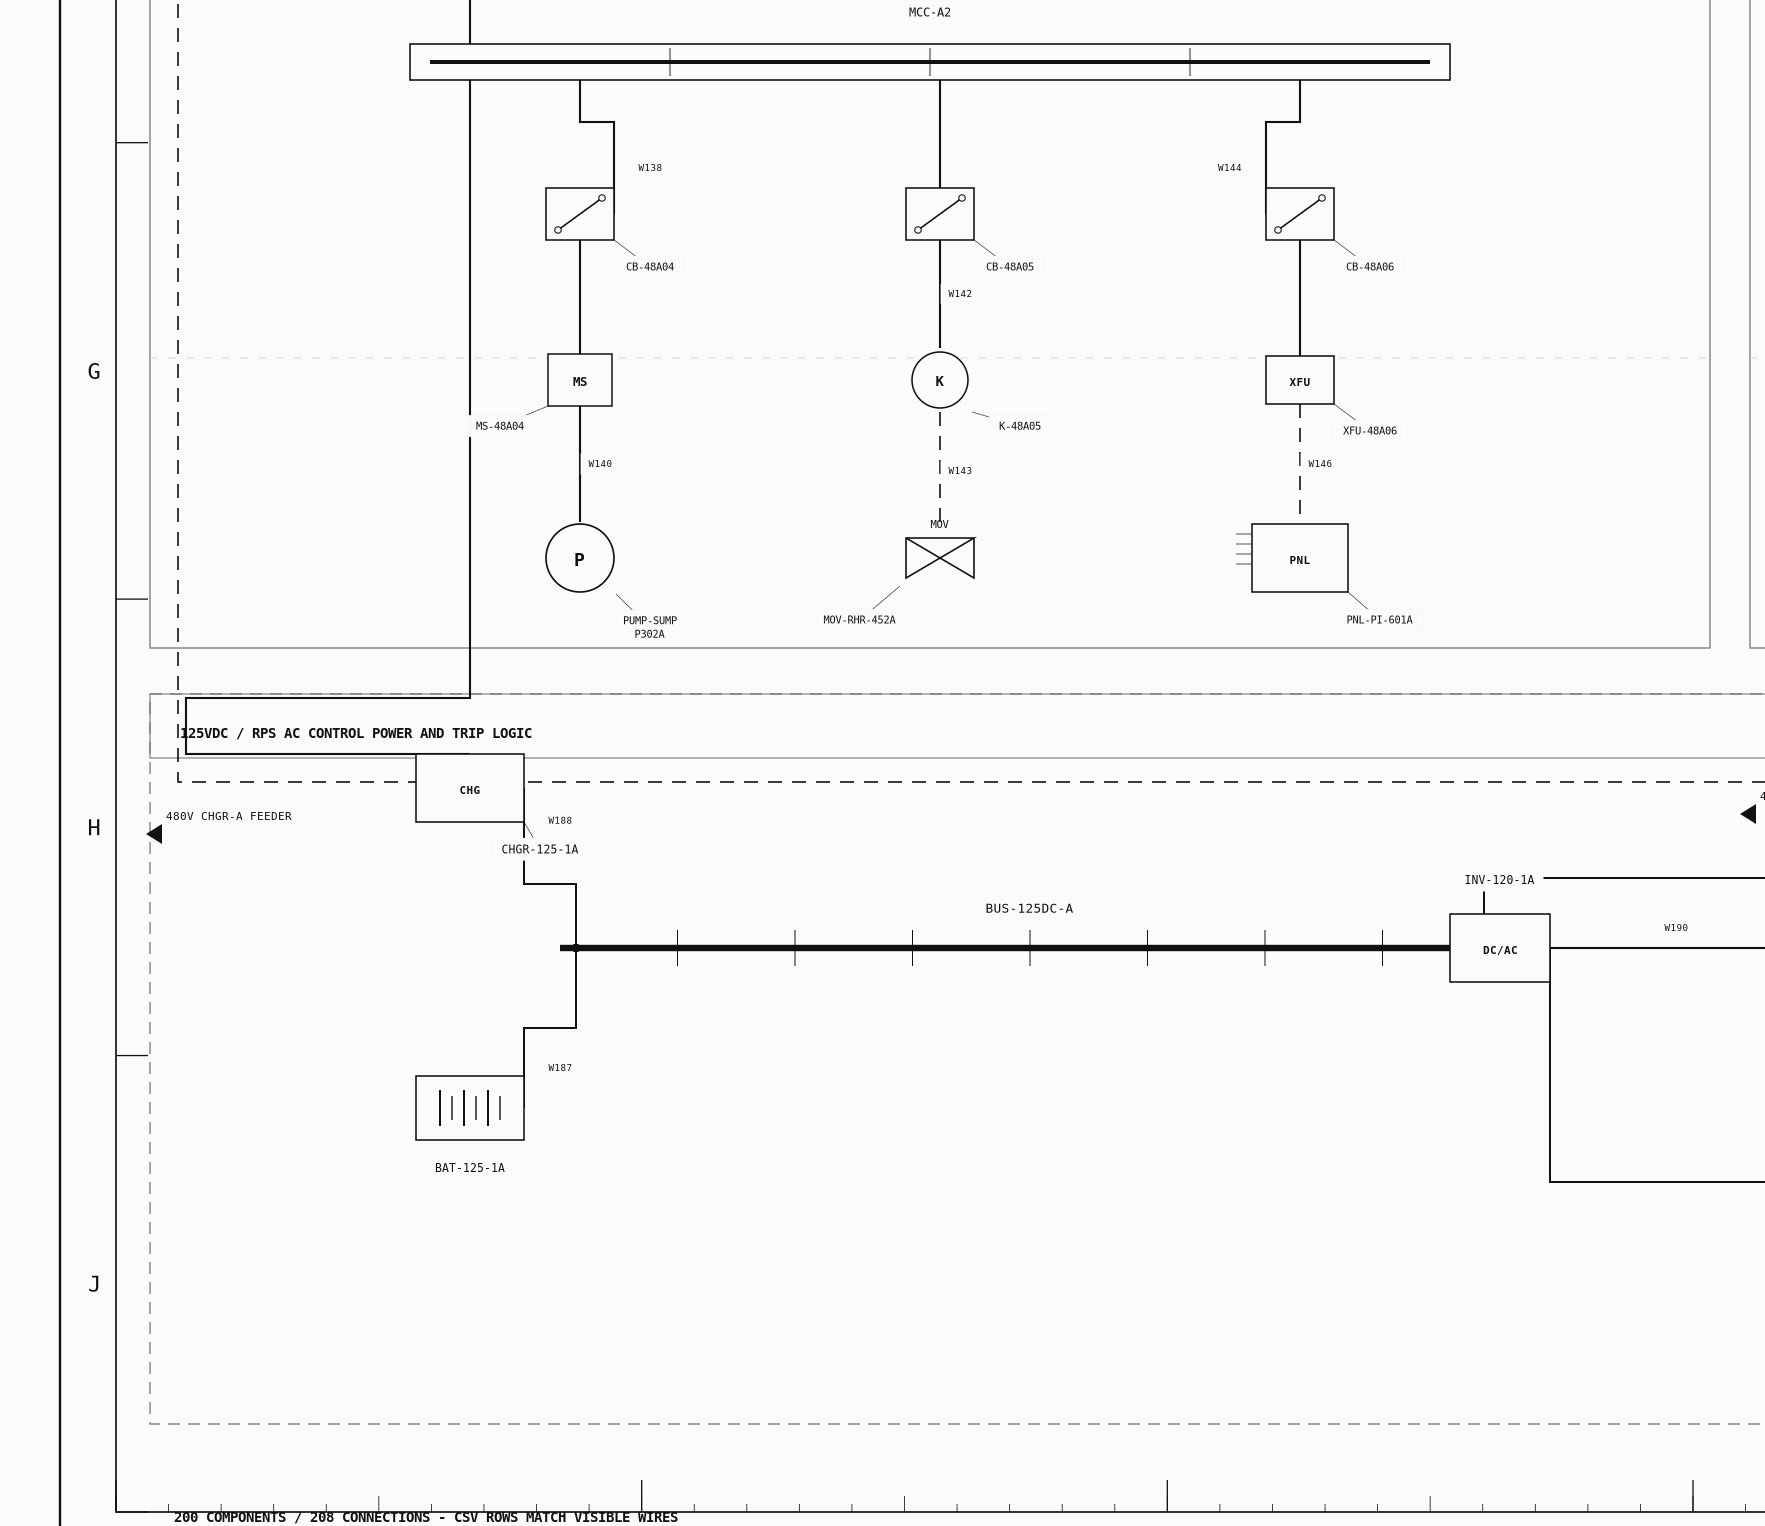 MCC-A2
W138
W144
CB-48A04
CB-48A05
CB-48A06
W142
G
MS
K
XFU
MS-48A04
K-48A05
XFU-48A06
W140
W143
W146
MOV
P
PNL
PUMP-SUMP
P302A
MOV-RHR-452A
PNL-PI-601A
125VDC / RPS AC CONTROL POWER AND TRIP LOGIC
CHG
480V CHGR-A FEEDER
W188
H
CHGR-125-1A
INV-120-1A
BUS-125DC-A
W190
DC/AC
W187
BAT-125-1A
J
200 COMPONENTS / 208 CONNECTIONS - CSV ROWS MATCH VISIBLE WIRES